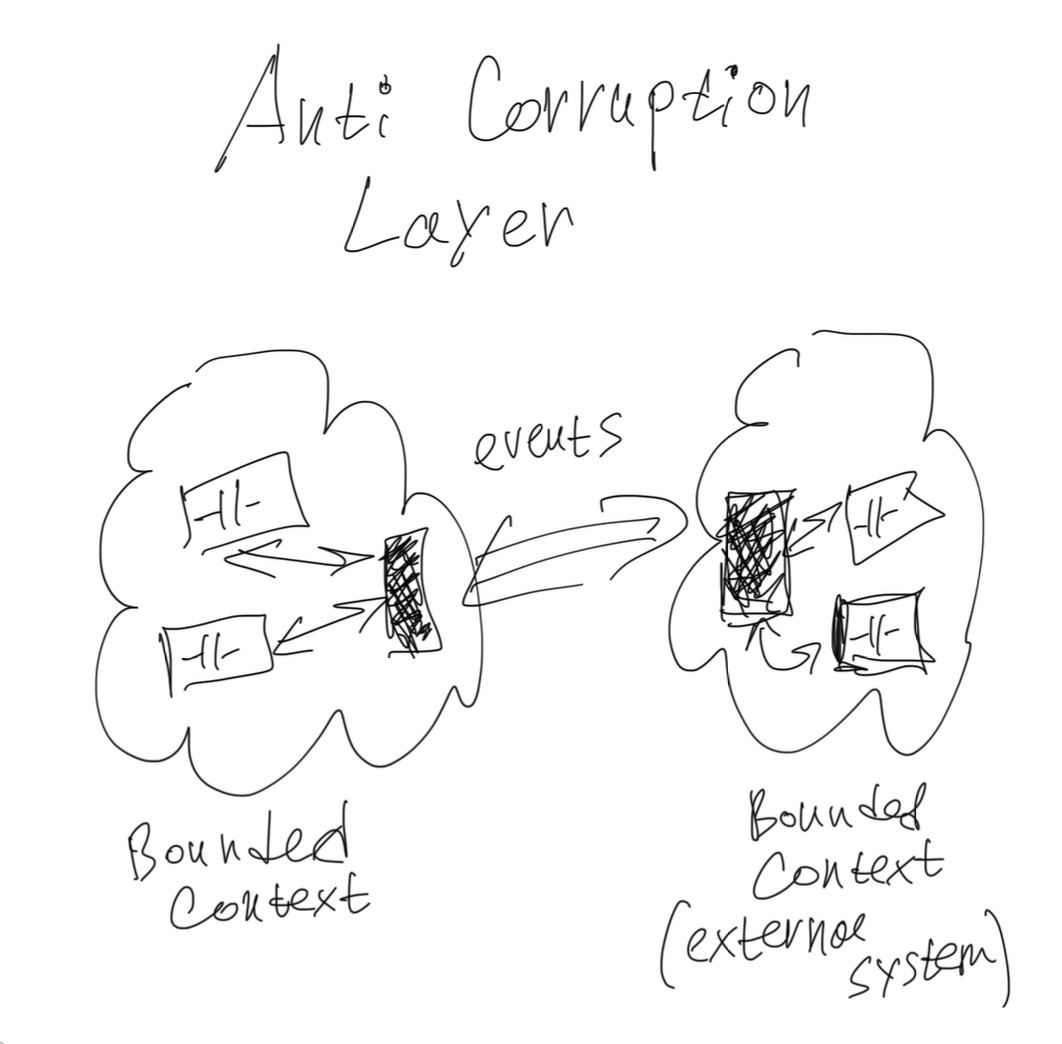 Anti Corruption
Layer
events
-||-
-||-
-||-
-||-
Bounded
Context
Bounded
Context
(external
system)